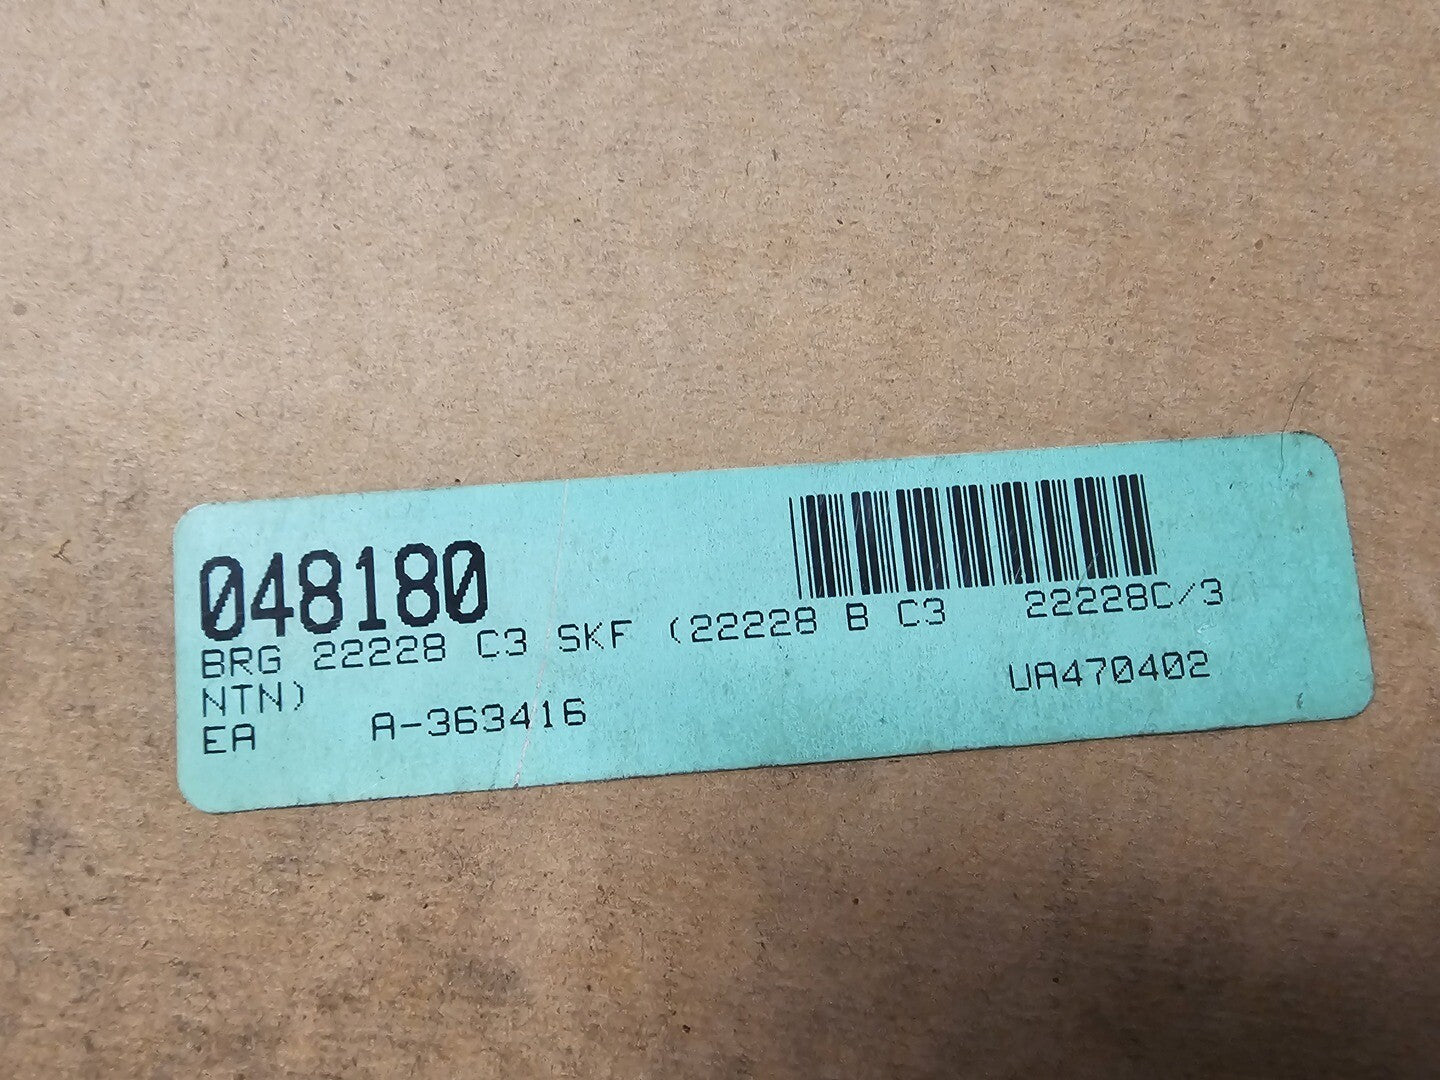 048180
BRG 22228 C3 SKF (22228 B C3 22228C/3
NTN)
UA470402
EA A-363416